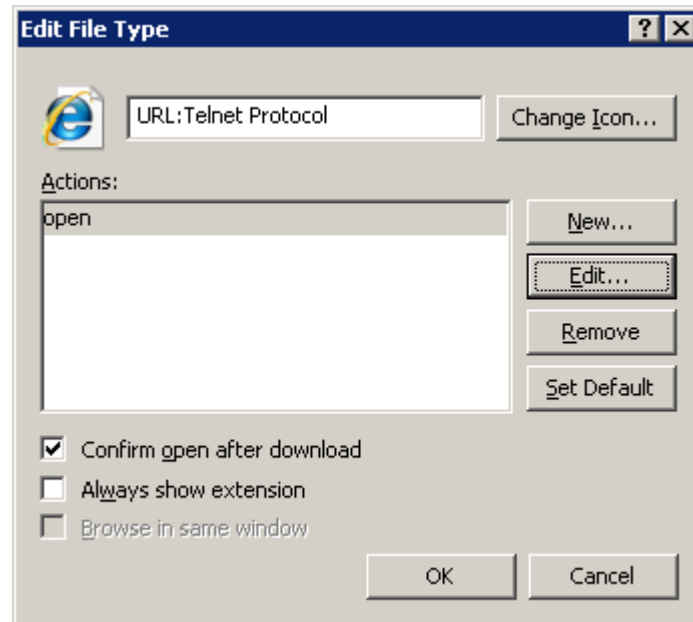 Edit File Type
URL:Telnet Protocol
Change Icon...
Actions:
open
New...
Edit...
Remove
Set Default
Confirm open after download
Always show extension
Browse in same window
OK
Cancel